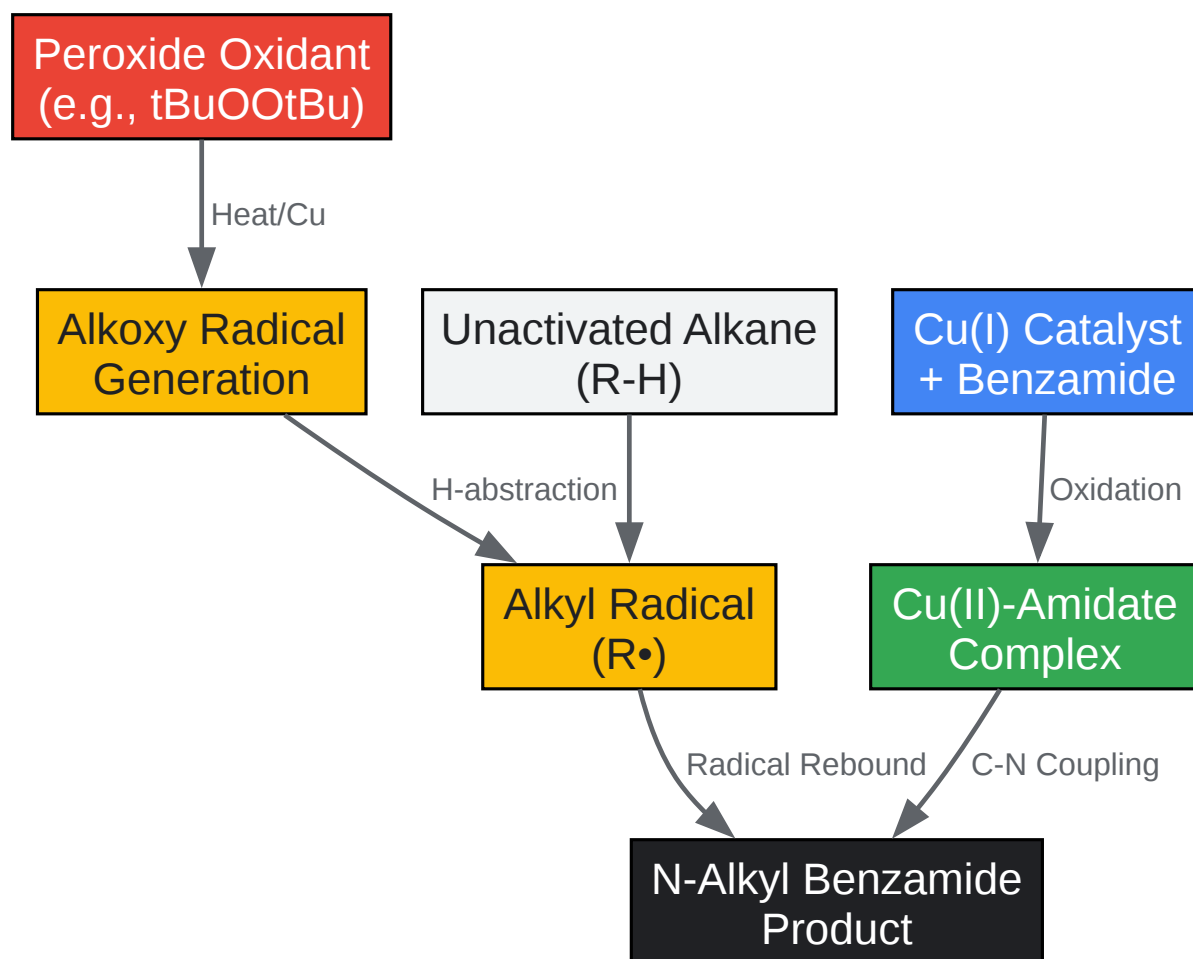 Peroxide Oxidant
(e.g., tBuOOtBu)
Heat/Cu
Alkoxy Radical
Generation
Unactivated Alkane
(R-H)
Cu(I) Catalyst
+ Benzamide
H-abstraction
Oxidation
Alkyl Radical
(R•)
Cu(II)-Amidate
Complex
Radical Rebound
C-N Coupling
N-Alkyl Benzamide
Product